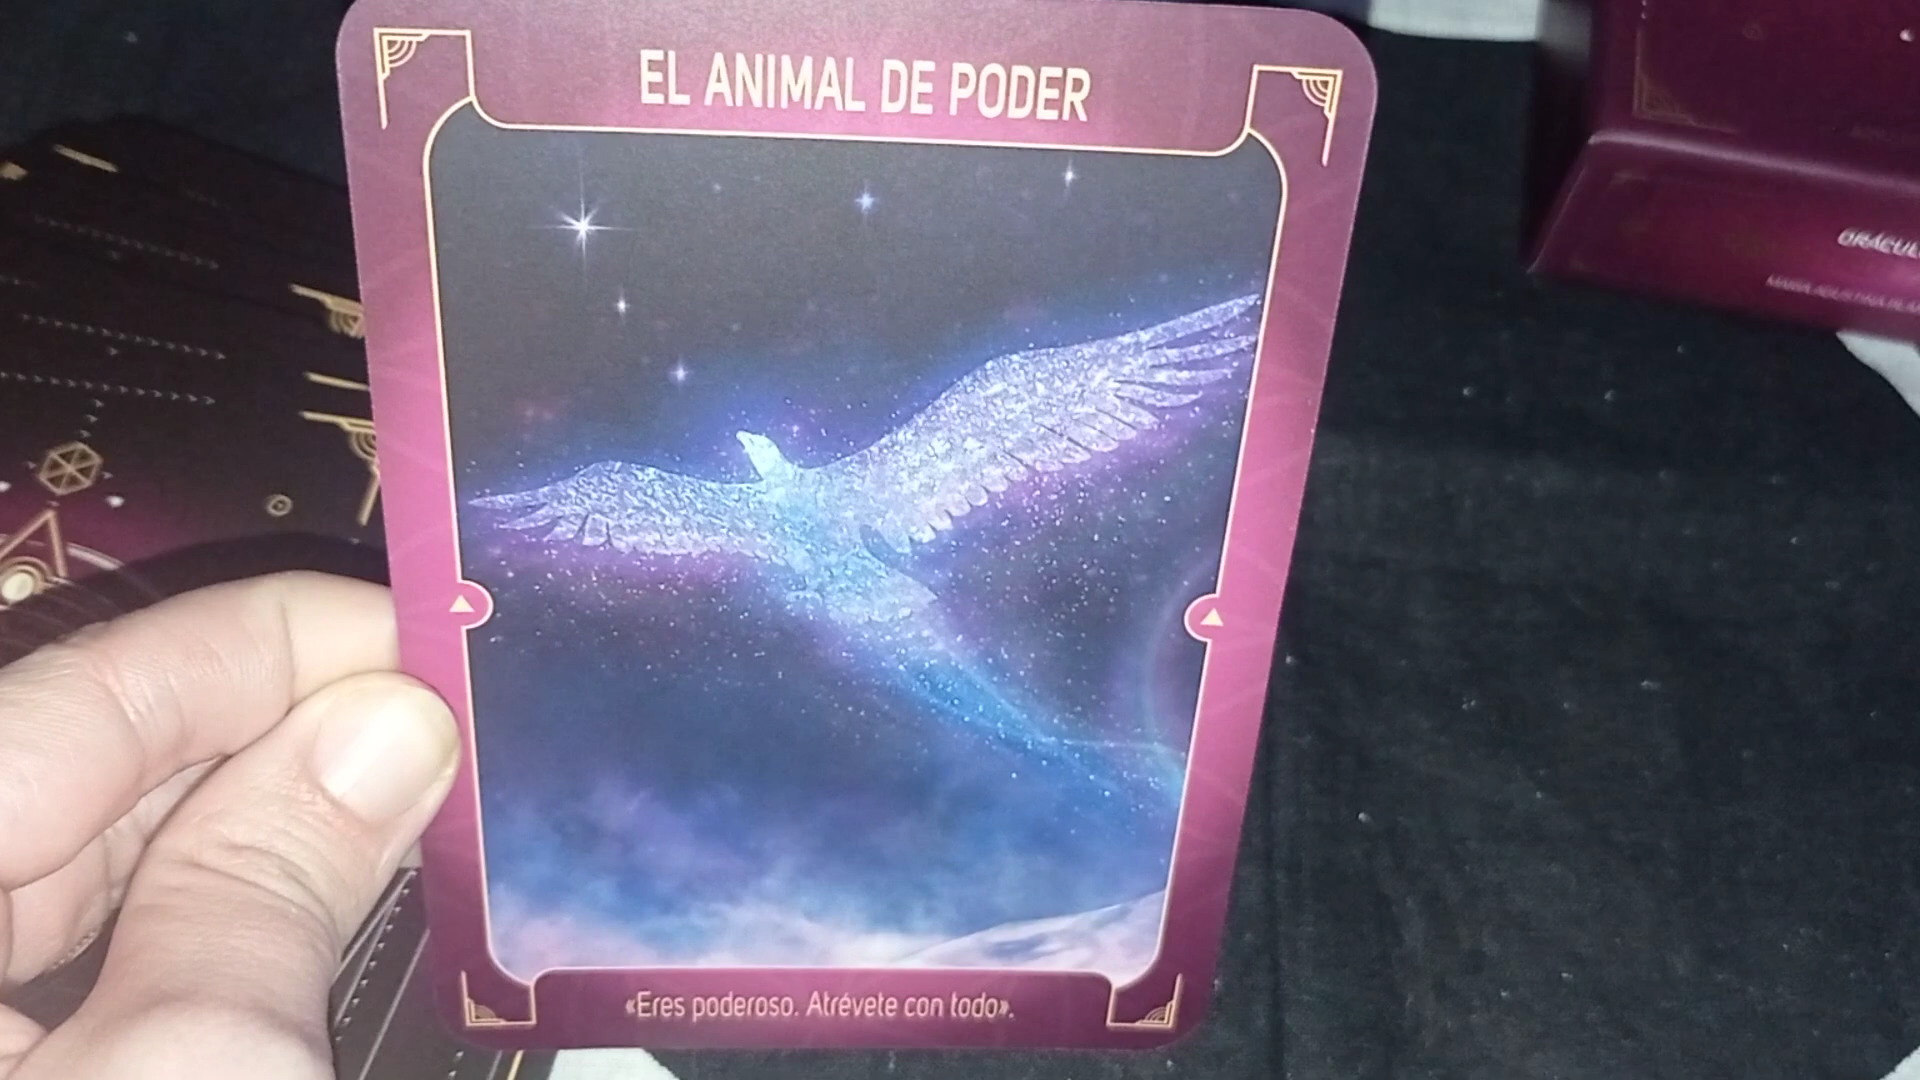 EL ANIMAL DE PODER
«Eres poderoso. Atrévete con todo».